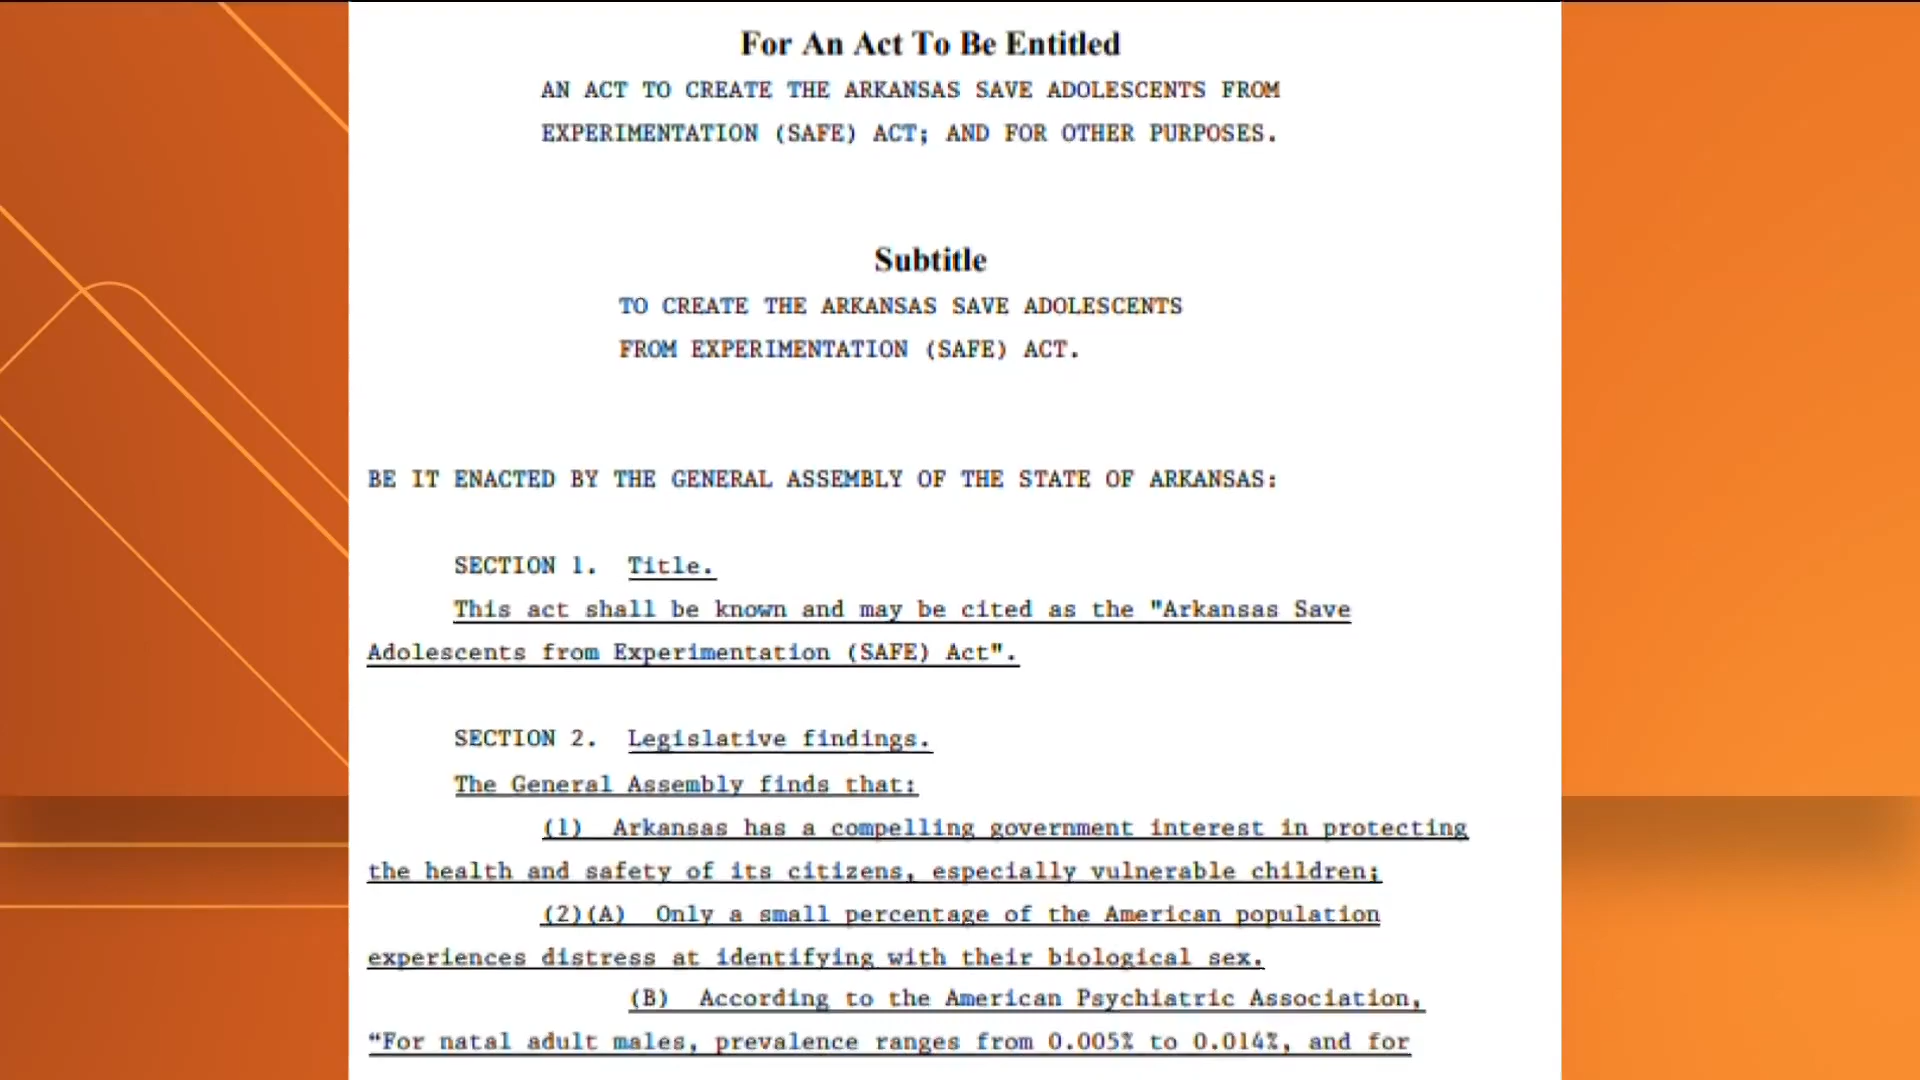 For An Act To Be Entitled
AN ACT TO CREATE THE ARKANSAS SAVE ADOLESCENTS FROM
EXPERIMENTATION (SAFE) ACT; AND FOR OTHER PURPOSES.
Subtitle
TO CREATE THE ARKANSAS SAVE ADOLESCENTS
FROM EXPERIMENTATION (SAFE) ACT.
BE IT ENACTED BY THE GENERAL ASSEMBLY OF THE STATE OF ARKANSAS:
SECTION 1. Title.
This act shall be known and may be cited as the "Arkansas Save
Adolescents from Experimentation (SAFE) Act".
SECTION 2. Legislative findings.
The General Assembly finds that:
(1) Arkansas has a compelling government interest in protecting
the health and safety of its citizens, especially vulnerable children;
(2)(A) Only a small percentage of the American population
experiences distress at identifying with their biological sex.
(B) According to the American Psychiatric Association,
“For natal adult males, prevalence ranges from 0.005% to 0.014%, and for